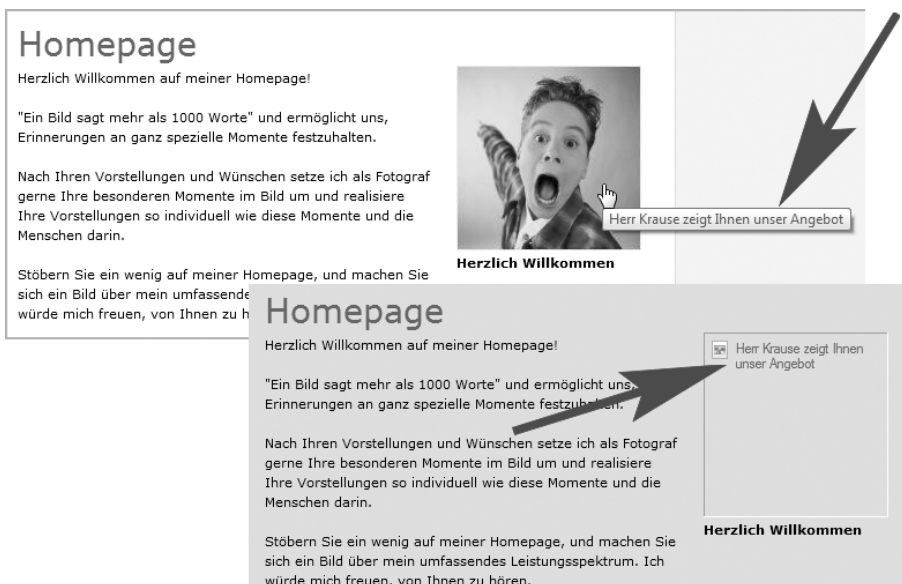 Homepage
Herzlich Willkommen auf meiner Homepage!
"Ein Bild sagt mehr als 1000 Worte" und ermöglicht uns,
Erinnerungen an ganz spezielle Momente festzuhalten.
Nach Ihren Vorstellungen und Wünschen setze ich als Fotograf
gerne Ihre besonderen Momente im Bild um und realisiere
Ihre Vorstellungen so individuell wie diese Momente und die
Menschen darin.
Stöbern Sie ein wenig auf meiner Homepage, und machen Sie
sich ein Bild über mein umfassende
würde mich freuen, von Ihnen zu h
Herr Krause zeigt Ihnen unser Angebot
Herzlich Willkommen
Homepage
Herzlich Willkommen auf meiner Homepage!
"Ein Bild sagt mehr als 1000 Worte" und ermöglicht uns,
Erinnerungen an ganz spezielle Momente festzuhalten.
Nach Ihren Vorstellungen und Wünschen setze ich als Fotograf
gerne Ihre besonderen Momente im Bild um und realisiere
Ihre Vorstellungen so individuell wie diese Momente und die
Menschen darin.
Stöbern Sie ein wenig auf meiner Homepage, und machen Sie
sich ein Bild über mein umfassendes Leistungsspektrum. Ich
würde mich freuen, von Ihnen zu hören.
Herr Krause zeigt Ihnen
unser Angebot
Herzlich Willkommen